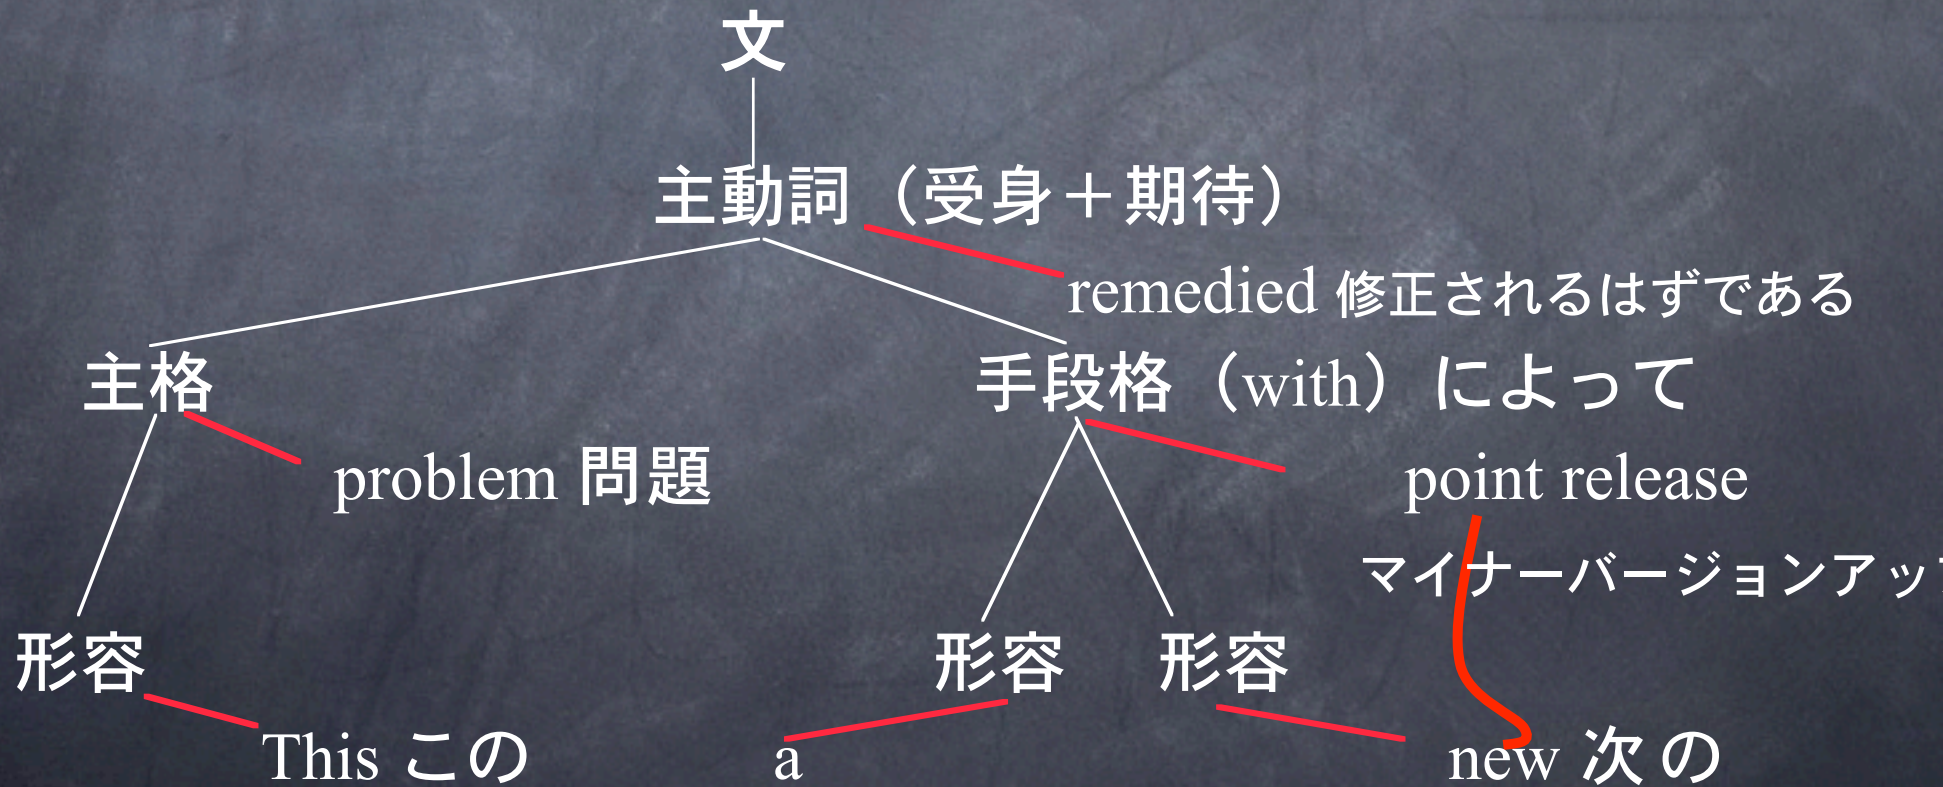 文
主動詞（受身＋期待）
remedied 修正されるはずである
主格
手段格（with）によって
problem 問題
point release
マイナーバージョンアップ
形容
形容
形容
This この
a
new 次の